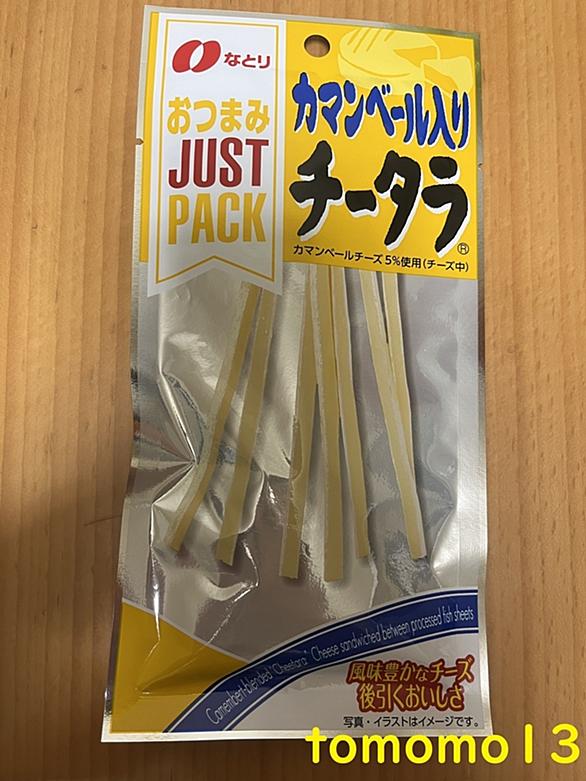 なとり
おつまみ
JUST
PACK
カマンベール入り
チータラ®
カマンベールチーズ 5%使用(チーズ中)
Camembert-blended "Cheetara" Cheese sandwiched between processed fish sheets
風味豊かなチーズ
後引くおいしさ
写真・イラストはイメージです。
tomomo13